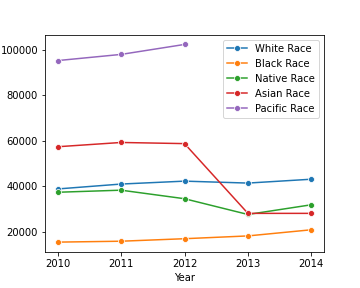 100000
80000
60000
40000
20000
White Race
Black Race
Native Race
Asian Race
Pacific Race
2010 2011 2012 2013 2014
Year